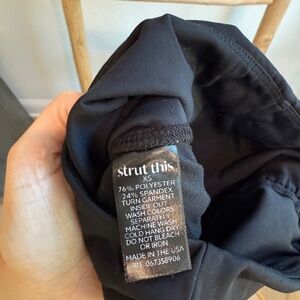 strut this
XS
76% POLYESTER
24% SPANDEX
TURN GARMENT
INSIDE OUT
WASH COLORS
SEPARATELY
MACHINE WASH
COLD HANG DRY
DO NOT BLEACH
OR IRON
MADE IN THE USA
067358906